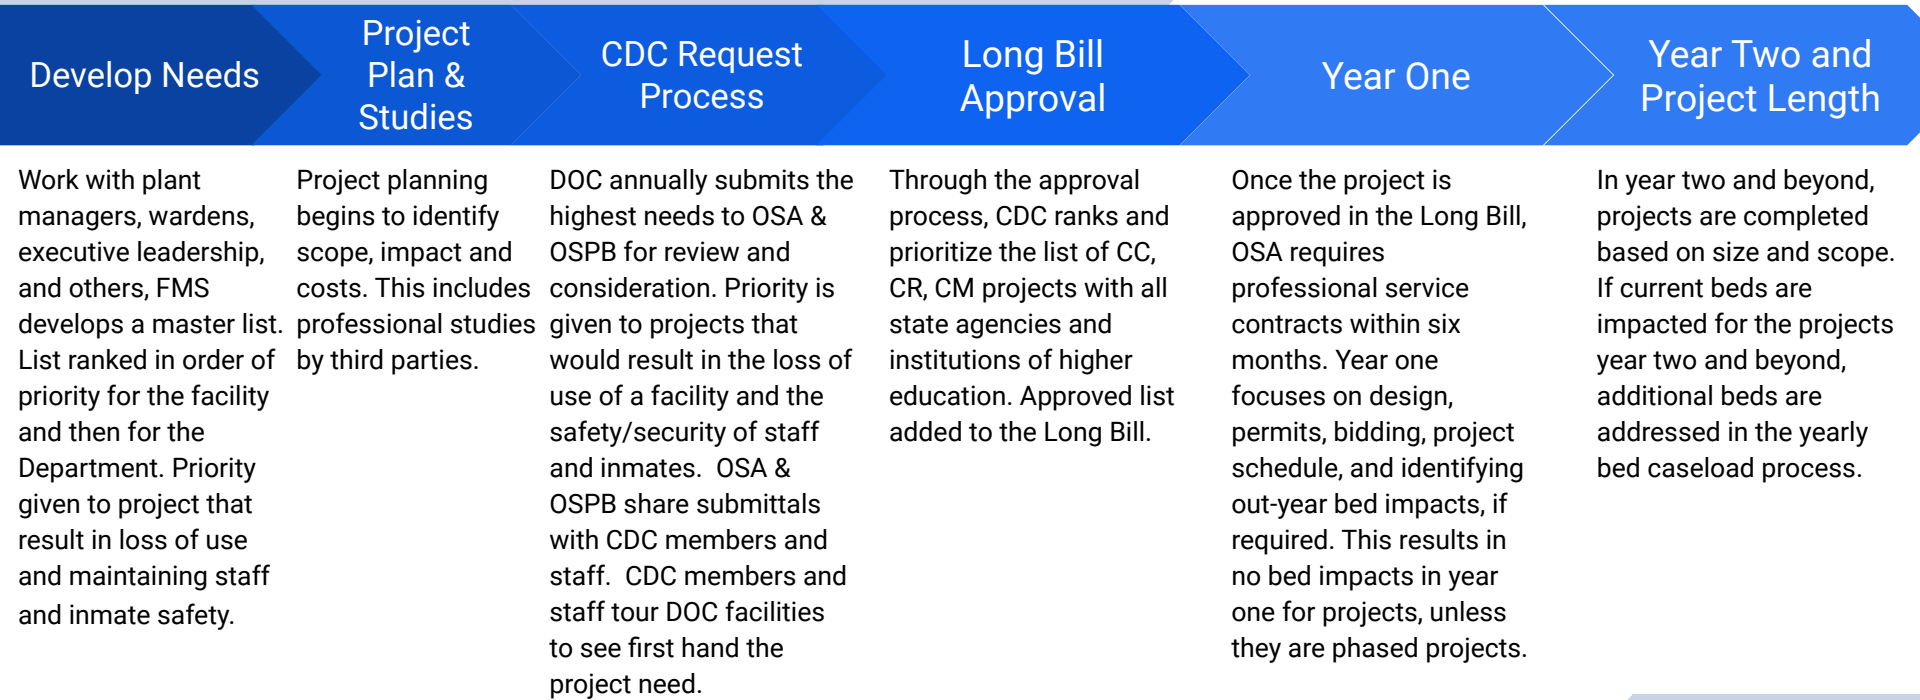 Develop Needs
Project
Plan &
Studies
CDC Request
Process
Long Bill
Approval
Year One
Year Two and
Project Length
Work with plant
managers, wardens,
executive leadership,
and others, FMS
develops a master list.
List ranked in order of
priority for the facility
and then for the
Department. Priority
given to project that
result in loss of use
and maintaining staff
and inmate safety.
Project planning
begins to identify
scope, impact and
costs. This includes
professional studies
by third parties.
DOC annually submits the
highest needs to OSA &
OSPB for review and
consideration. Priority is
given to projects that
would result in the loss of
use of a facility and the
safety/security of staff
and inmates.  OSA &
OSPB share submittals
with CDC members and
staff.  CDC members and
staff tour DOC facilities
to see first hand the
project need.
Through the approval
process, CDC ranks and
prioritize the list of CC,
CR, CM projects with all
state agencies and
institutions of higher
education. Approved list
added to the Long Bill.
Once the project is
approved in the Long Bill,
OSA requires
professional service
contracts within six
months. Year one
focuses on design,
permits, bidding, project
schedule, and identifying
out-year bed impacts, if
required. This results in
no bed impacts in year
one for projects, unless
they are phased projects.
In year two and beyond,
projects are completed
based on size and scope.
If current beds are
impacted for the projects
year two and beyond,
additional beds are
addressed in the yearly
bed caseload process.